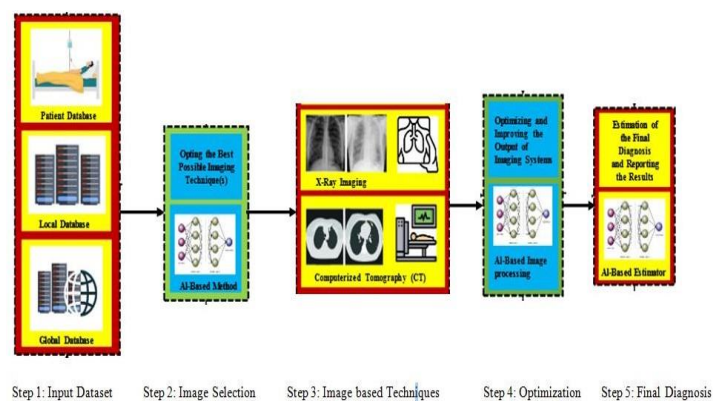 Patient Database
Local Database
Global Database
Opting the Best
Possible Imaging
Technique(s)
AI-Based Method
X-Ray Imaging
Computerized Tomography (CT)
Optimizing and
Improving the
Output of
Imaging Systems
AI-Based Image
processing
Estimation of
the Final
Diagnosis
and Reporting
the Results
AI-Based Estimator
Step 1: Input Dataset
Step 2: Image Selection
Step 3: Image based Techniques
Step 4: Optimization
Step 5: Final Diagnosis